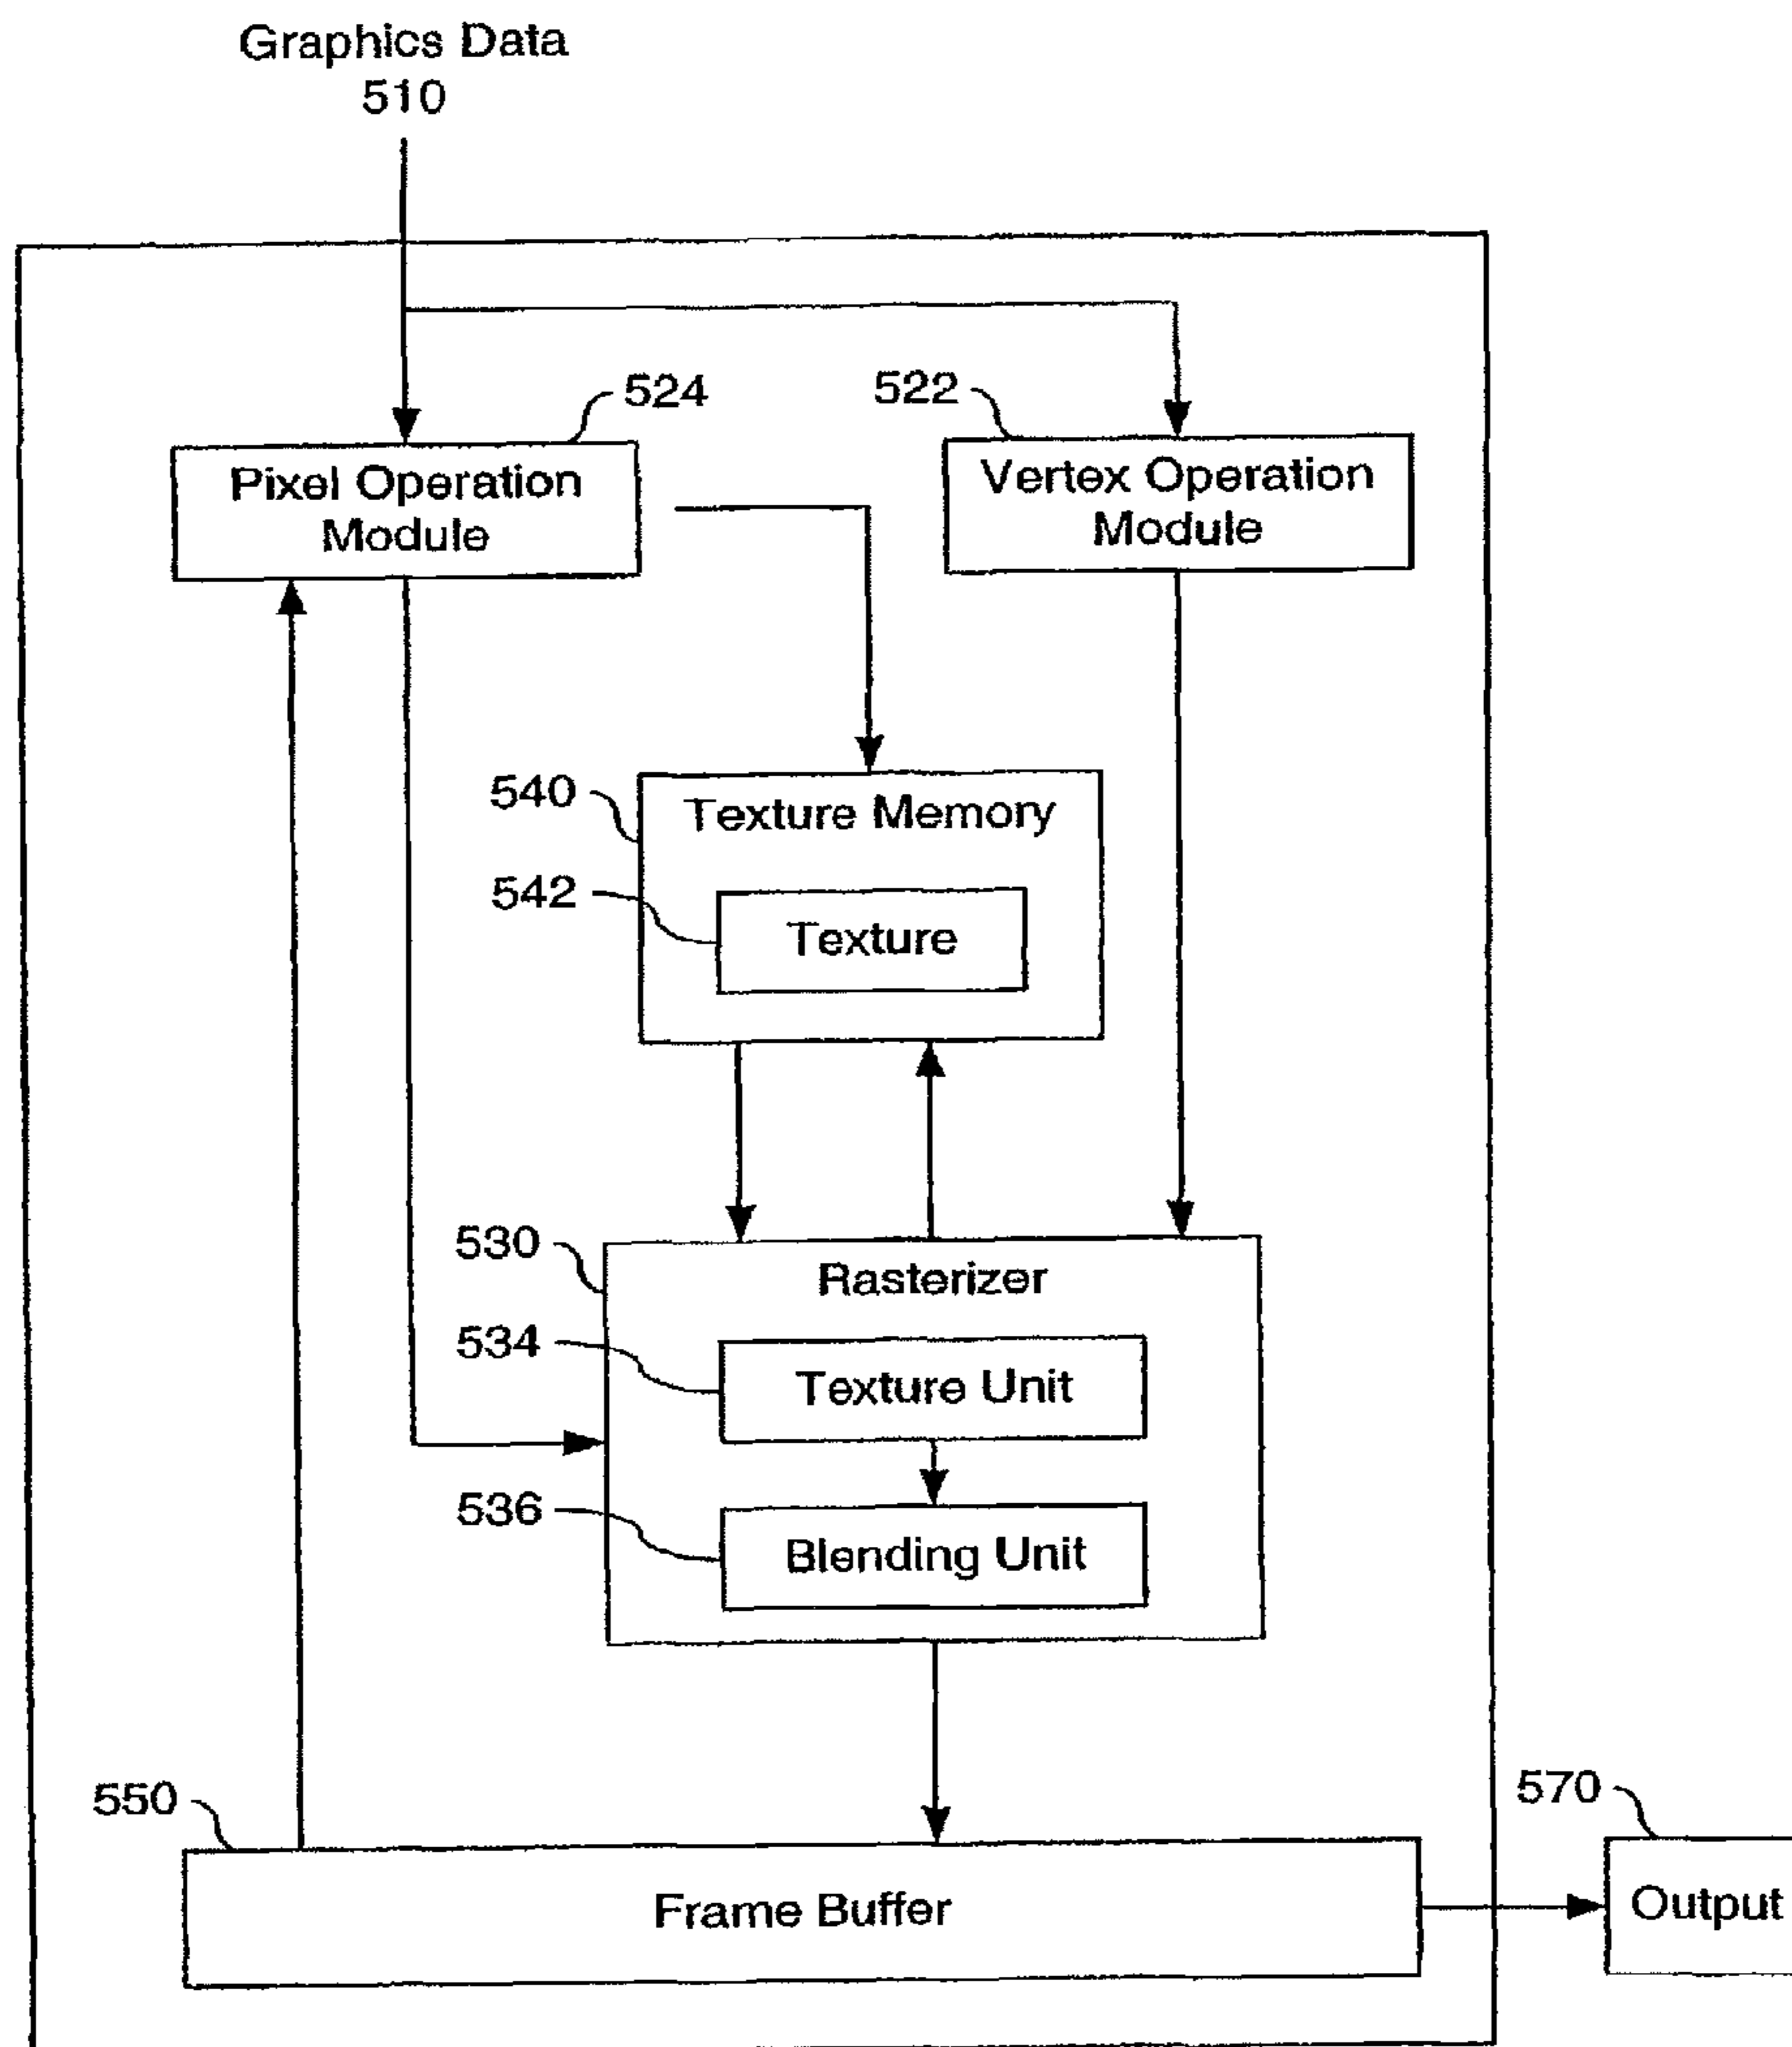 Graphics Data
510
524
522
Pixel Operation
Module
Vertex Operation
Module
540
Texture Memory
542
Texture
530
Rasterizer
534
Texture Unit
536
Blending Unit
550
570
Frame Buffer
Output